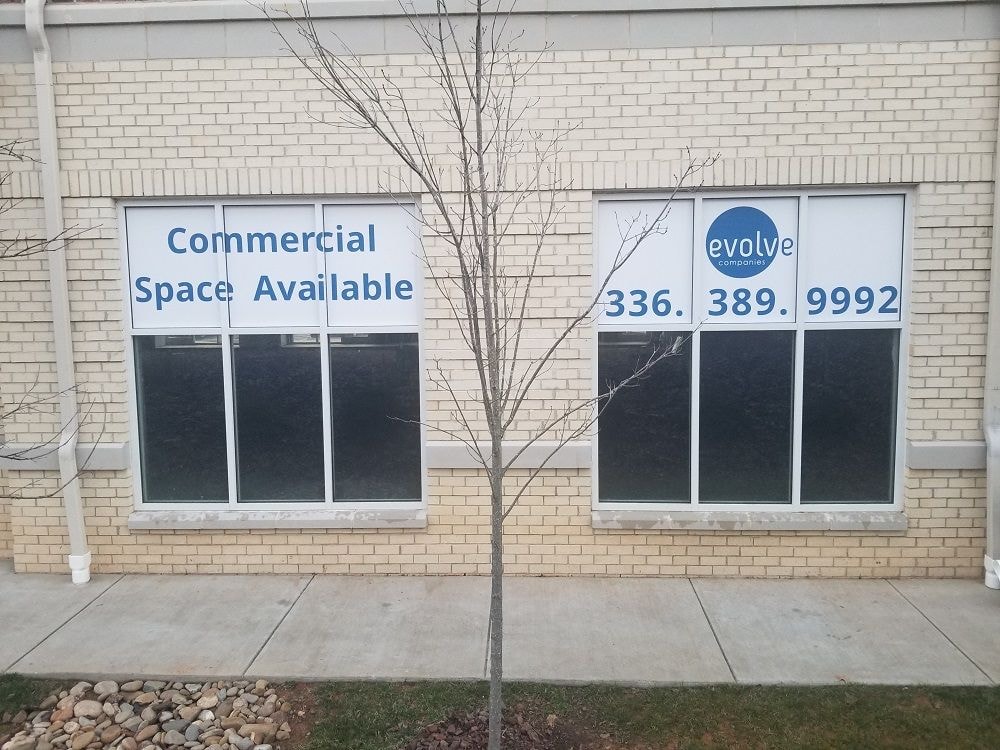 Commercial
Space Available
evolve
companies
336. 389. 9992